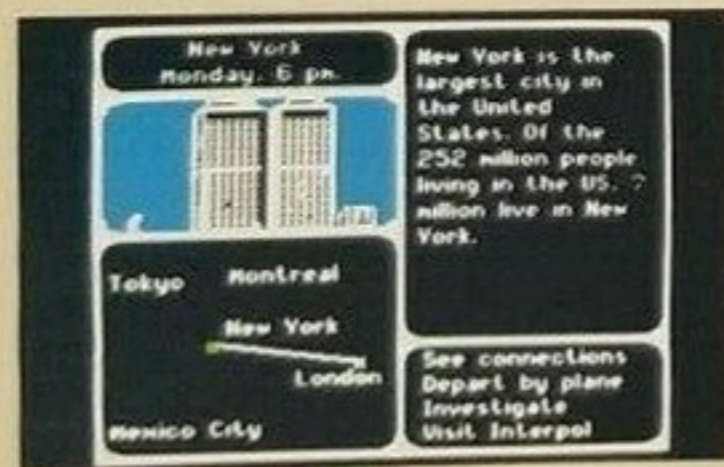 New York
Monday, 6 pm.
New York is the
largest city in
the United
States. Of the
252 million people
living in the US, 7
million live in New
York.
Tokyo
Montreal
New York
London
Mexico City
See connections
Depart by plane
Investigate
Visit Interpol